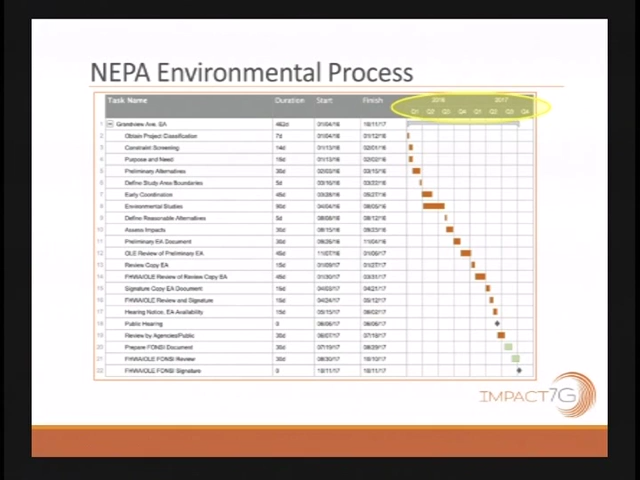 NEPA Environmental Process
Task Name Duration Start Finish 2016 2017
Q1 Q2 Q3 Q4 Q1 Q2 Q3 Q4
1 Grandview Ave. EA 462d 01/04/16 10/11/17
2 Obtain Project Classification 7d 01/04/16 01/12/16
3 Constraint Screening 14d 01/13/16 02/01/16
4 Purpose and Need 15d 01/13/16 02/02/16
5 Preliminary Alternatives 30d 02/03/16 03/15/16
6 Define Study Area Boundaries 5d 03/16/16 03/22/16
7 Early Coordination 45d 03/28/16
8 Environmental Studies 90d 04/04/16 08/05/16
9 Define Reasonable Alternatives 5d 08/08/16 08/12/16
10 Assess Impacts 30d 08/15/16 09/23/16
11 Preliminary EA Document 30d 09/26/16 11/04/16
12 OLE Review of Preliminary EA 45d 11/07/16
13 Review Copy EA 15d 01/09/17 01/27/17
14 FHWA/OLE Review of Review Copy EA 45d 01/30/17 03/31/17
15 Signature Copy EA Document 15d 04/03/17 04/21/17
16 FHWA/OLE Review and Signature 15d 04/24/17 05/12/17
17 Hearing Notice, EA Availability 15d 05/15/17 06/02/17
18 Public Hearing 0 06/06/17 06/06/17
19 Review by Agencies/Public 30d 06/07/17 07/18/17
20 Prepare FONSI Document 30d 07/19/17 08/29/17
21 FHWA/OLE FONSI Review 30d 08/30/17 10/10/17
22 FHWA/OLE FONSI Signature 0 10/11/17 10/11/17
IMPACT7G